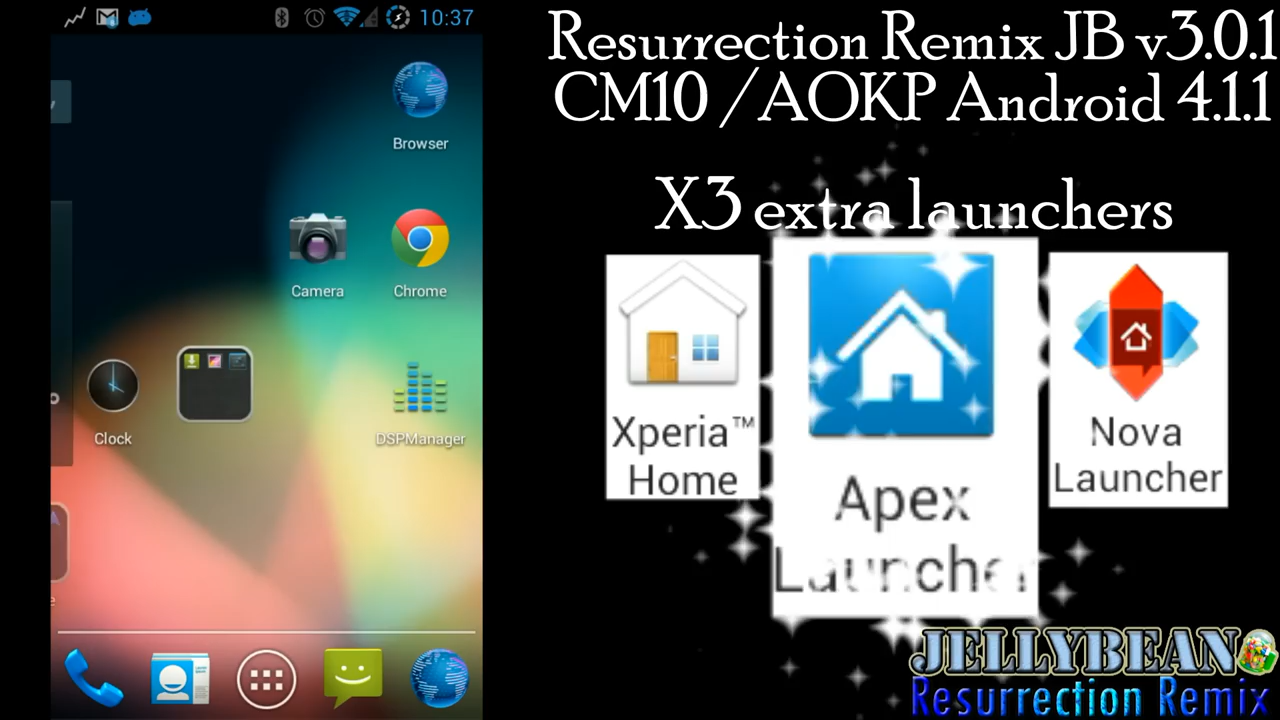 10:37
Browser
Camera
Chrome
Clock
DSPManager
Resurrection Remix JB v3.0.1
CM10 / AOKP Android 4.1.1
X3 extra launchers
Xperia™
Home
Apex
Launcher
Nova
Launcher
JELLYBEAN
Resurrection Remix